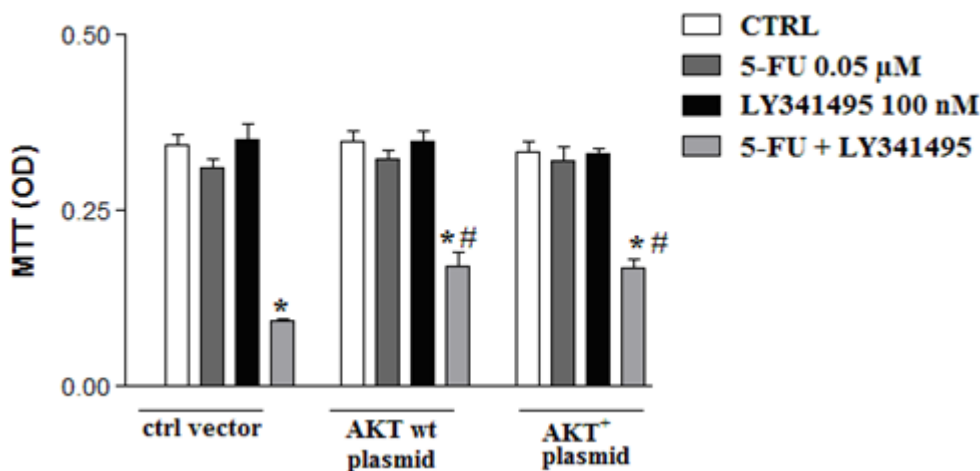 0.50
CTRL
5-FU 0.05 µM
LY341495 100 nM
5-FU + LY341495
MTT (OD)
0.25
*
*#
* #
0.00
ctrl vector
AKT wt
plasmid
AKT⁺
plasmid